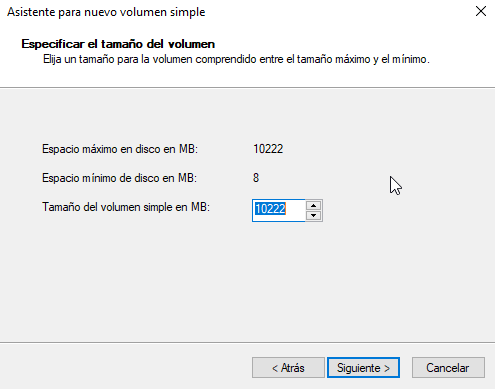 Asistente para nuevo volumen simple
Especificar el tamaño del volumen
Elija un tamaño para la volumen comprendido entre el tamaño máximo y el mínimo.
Espacio máximo en disco en MB: 10222
Espacio mínimo de disco en MB: 8
Tamaño del volumen simple en MB: 10222
< Atrás Siguiente > Cancelar